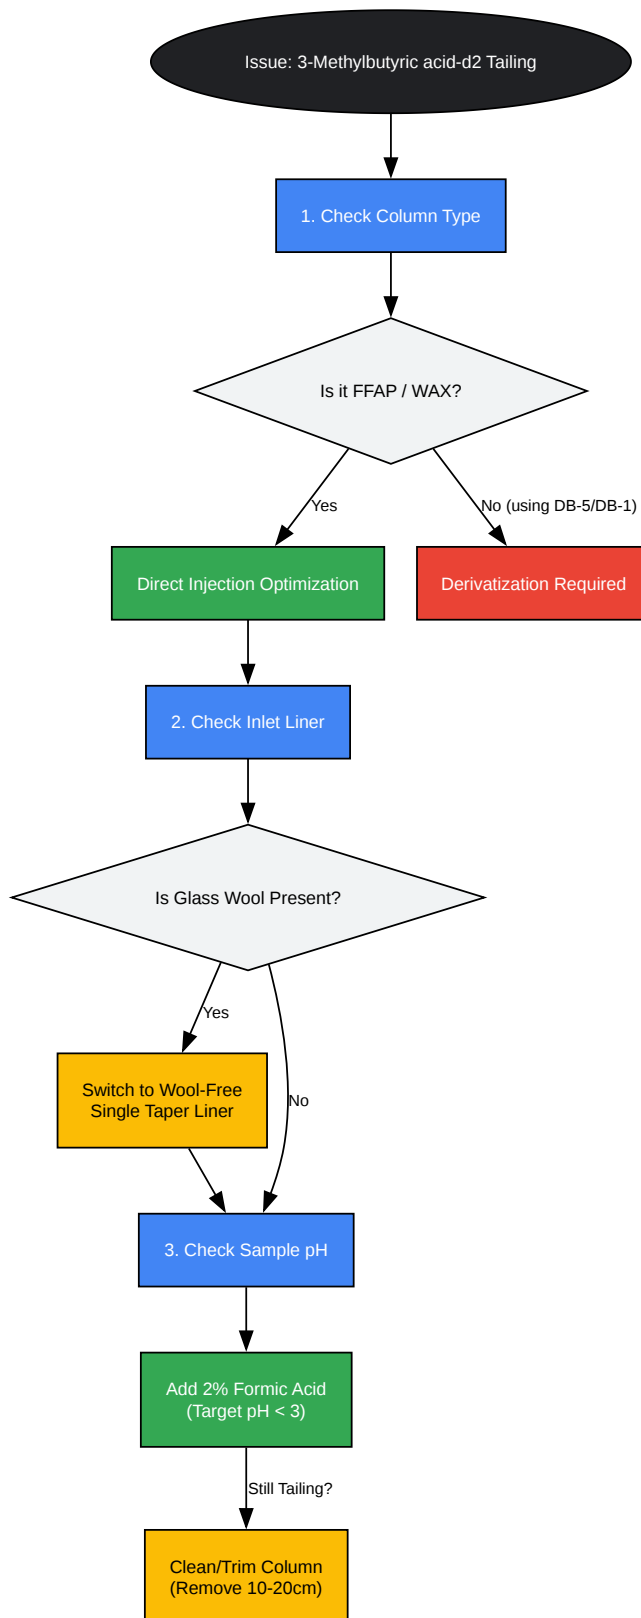 Issue: 3-Methylbutyric acid-d2 Tailing
1. Check Column Type
Is it FFAP / WAX?
Yes
No (using DB-5/DB-1)
Direct Injection Optimization
Derivatization Required
2. Check Inlet Liner
Is Glass Wool Present?
Yes
Switch to Wool-Free
Single Taper Liner
No
3. Check Sample pH
Add 2% Formic Acid
(Target pH < 3)
Still Tailing?
Clean/Trim Column
(Remove 10-20cm)